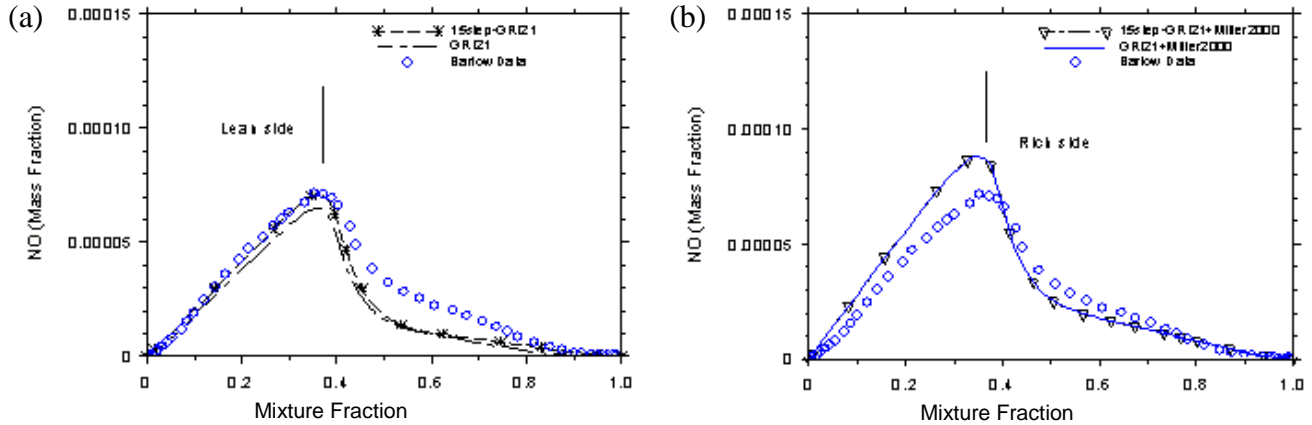 (a)
0.00015
15step-GRI21
GRI21
Barlow Data
0.00010
Lean side
NO (Mass Fraction)
0.00005
0
0 0.2 0.4 0.6 0.8 1.0
Mixture Fraction
(b)
0.00015
15step-GRI21+Miller2000
GRI21+Miller2000
Barlow Data
0.00010
Rich side
NO (Mass Fraction)
0.00005
0
0 0.2 0.4 0.6 0.8 1.0
Mixture Fraction